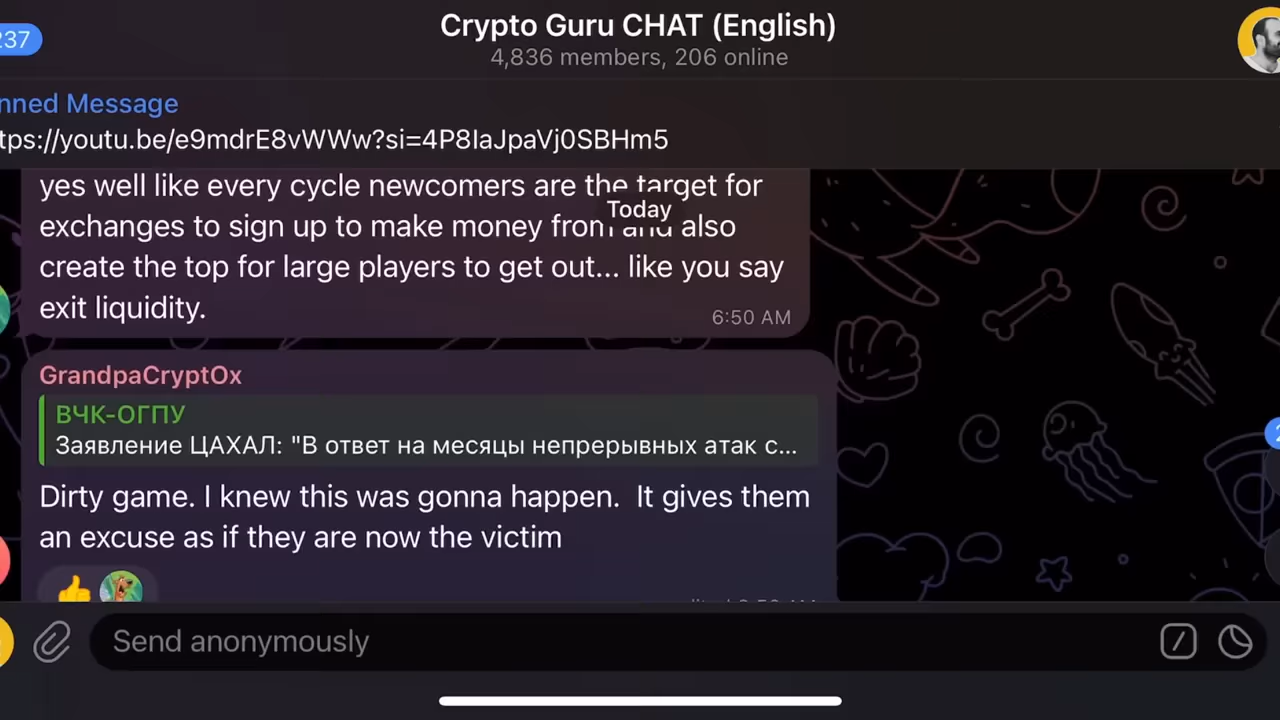 237
Crypto Guru CHAT (English)
4,836 members, 206 online
nned Message
tps://youtu.be/e9mdrE8vWWw?si=4P8IaJpaVj0SBHm5
yes well like every cycle newcomers are the target for
Today
exchanges to sign up to make money from and also
create the top for large players to get out... like you say
exit liquidity.
6:50 AM
GrandpaCryptOx
ВЧК-ОГПУ
Заявление ЦАХАЛ: "В ответ на месяцы непрерывных атак с...
Dirty game. I knew this was gonna happen.  It gives them
an excuse as if they are now the victim
Send anonymously